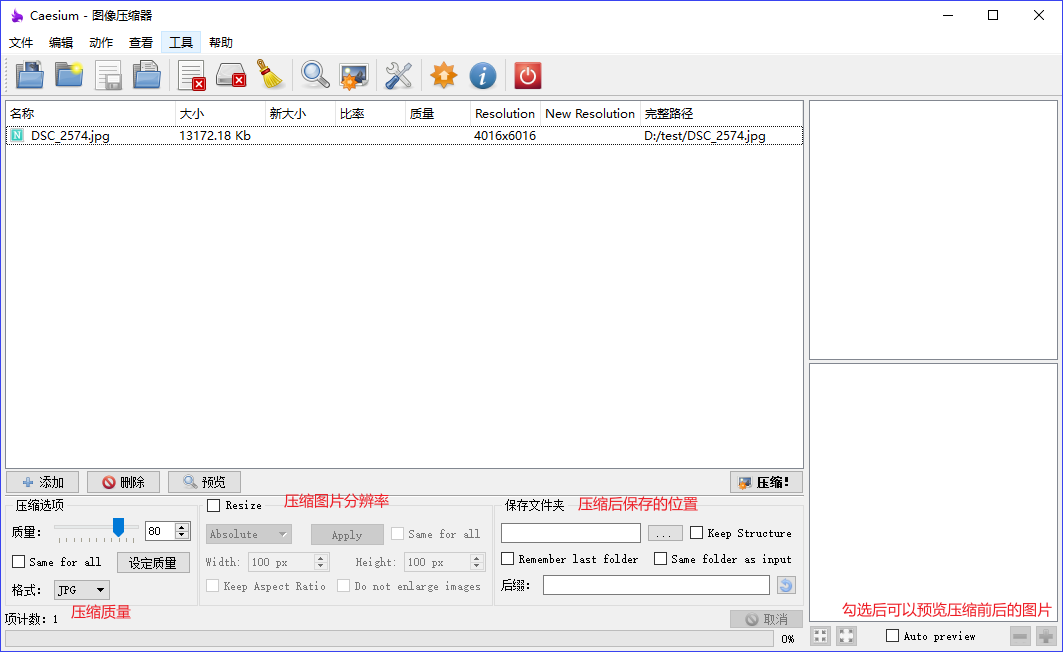 Caesium - 图像压缩器
文件 编辑 动作 查看 工具 帮助
名称 大小 新大小 比率 质量 Resolution New Resolution 完整路径
N DSC_2574.jpg 13172.18 Kb 4016x6016 D:/test/DSC_2574.jpg
添加 删除 预览 压缩!
压缩选项
质量: 80
Same for all 设定质量
格式: JPG
压缩质量
项计数: 1
Resize 压缩图片分辨率
Absolute Apply Same for all
Width: 100 px Height: 100 px
Keep Aspect Ratio Do not enlarge images
保存文件夹 压缩后保存的位置
... Keep Structure
Remember last folder Same folder as input
后缀:
取消
0%
勾选后可以预览压缩前后的图片
Auto preview